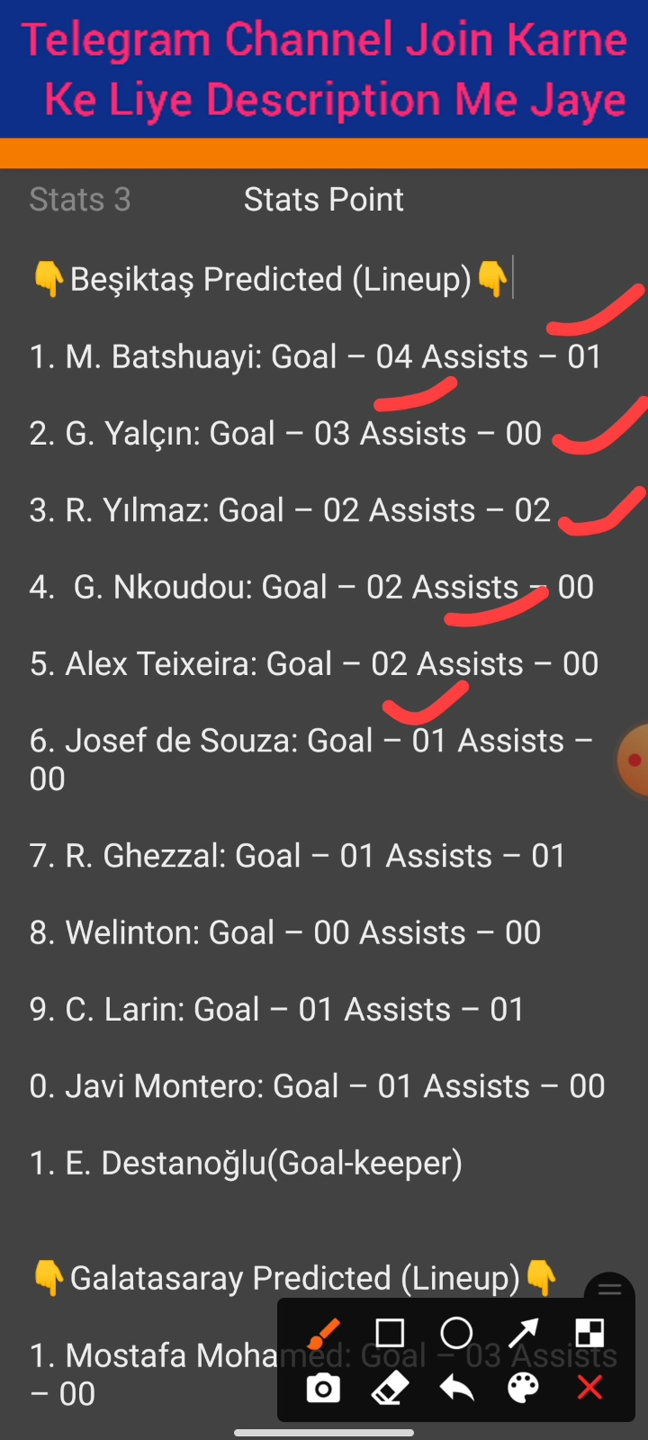 Telegram Channel Join Karne
Ke Liye Description Me Jaye
Stats 3 Stats Point
👇Beşiktaş Predicted (Lineup)👇
1. M. Batshuayi: Goal – 04 Assists – 01
2. G. Yalçın: Goal – 03 Assists – 00
3. R. Yılmaz: Goal – 02 Assists – 02
4. G. Nkoudou: Goal – 02 Assists – 00
5. Alex Teixeira: Goal – 02 Assists – 00
6. Josef de Souza: Goal – 01 Assists –
00
7. R. Ghezzal: Goal – 01 Assists – 01
8. Welinton: Goal – 00 Assists – 00
9. C. Larin: Goal – 01 Assists – 01
0. Javi Montero: Goal – 01 Assists – 00
1. E. Destanoğlu(Goal-keeper)
👇Galatasaray Predicted (Lineup)👇
1. Mostafa Mohamed: Goal – 03 Assists
– 00